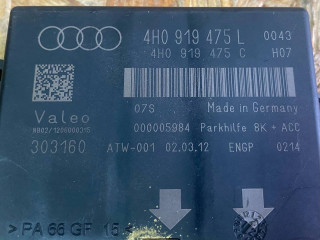 4H0 919 475 L 0043
4H0 919 475 C H07
07S Made in Germany
Valeo
000005984 Parkhilfe 8K + ACC
303160 ATW-001 02.03.12 ENGP 0214
>PA 66 GF 15